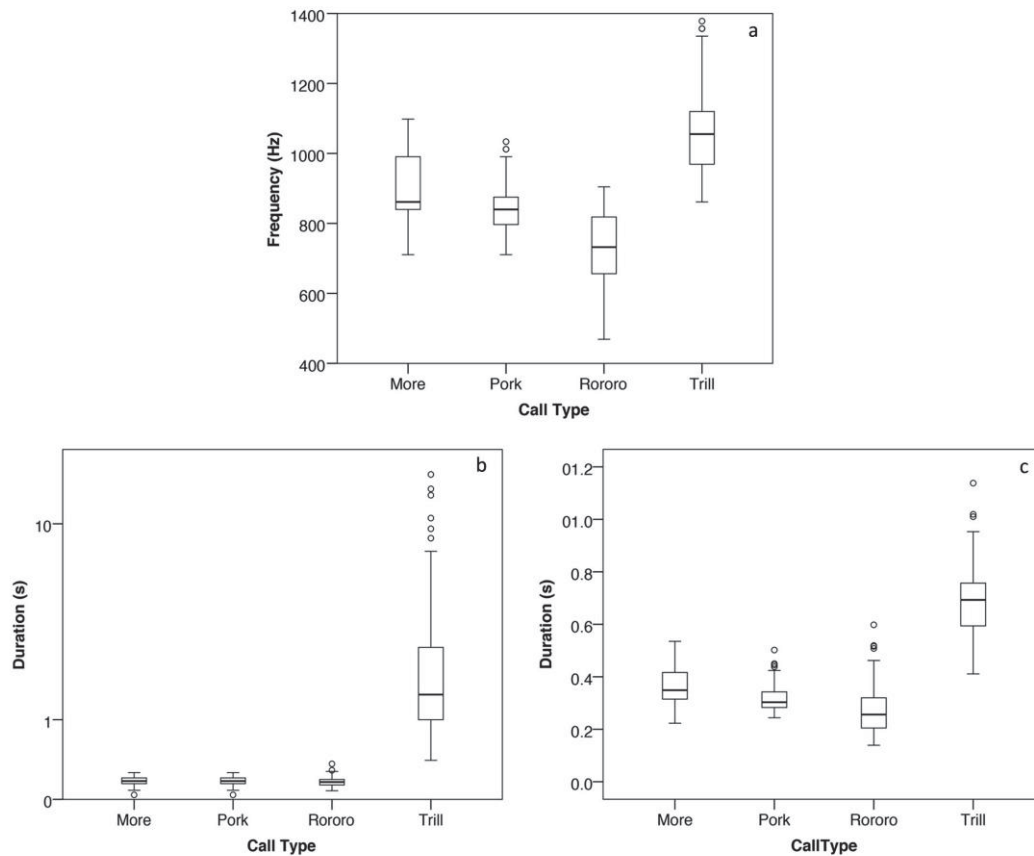 a
1400
1200
1000
800
600
400
Frequency (Hz)
More Pork Rororo Trill
Call Type
b
10
1
0
Duration (s)
More Pork Rororo Trill
Call Type
c
01.2
01.0
0.8
0.6
0.4
0.2
0.0
Duration (s)
More Pork Rororo Trill
CallType